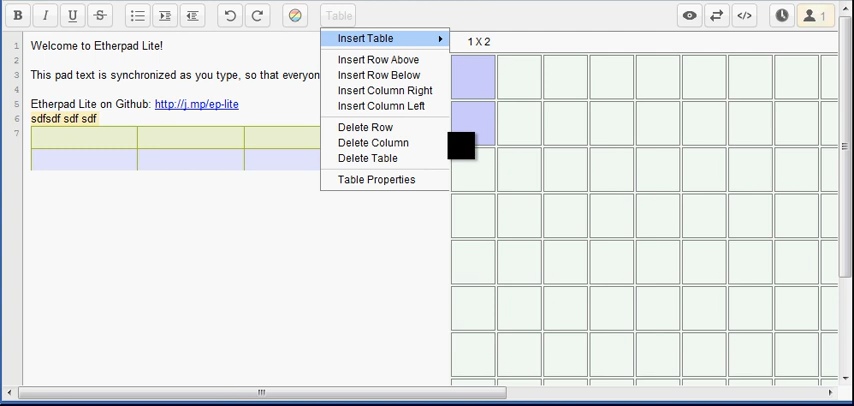 B I U S Table 1
Insert Table
1 X 2
1 Welcome to Etherpad Lite!
2
3 This pad text is synchronized as you type, so that everyon
4
5 Etherpad Lite on Github: http://j.mp/ep-lite
6 sdfsdf sdf sdf
7
Insert Row Above
Insert Row Below
Insert Column Right
Insert Column Left
Delete Row
Delete Column
Delete Table
Table Properties